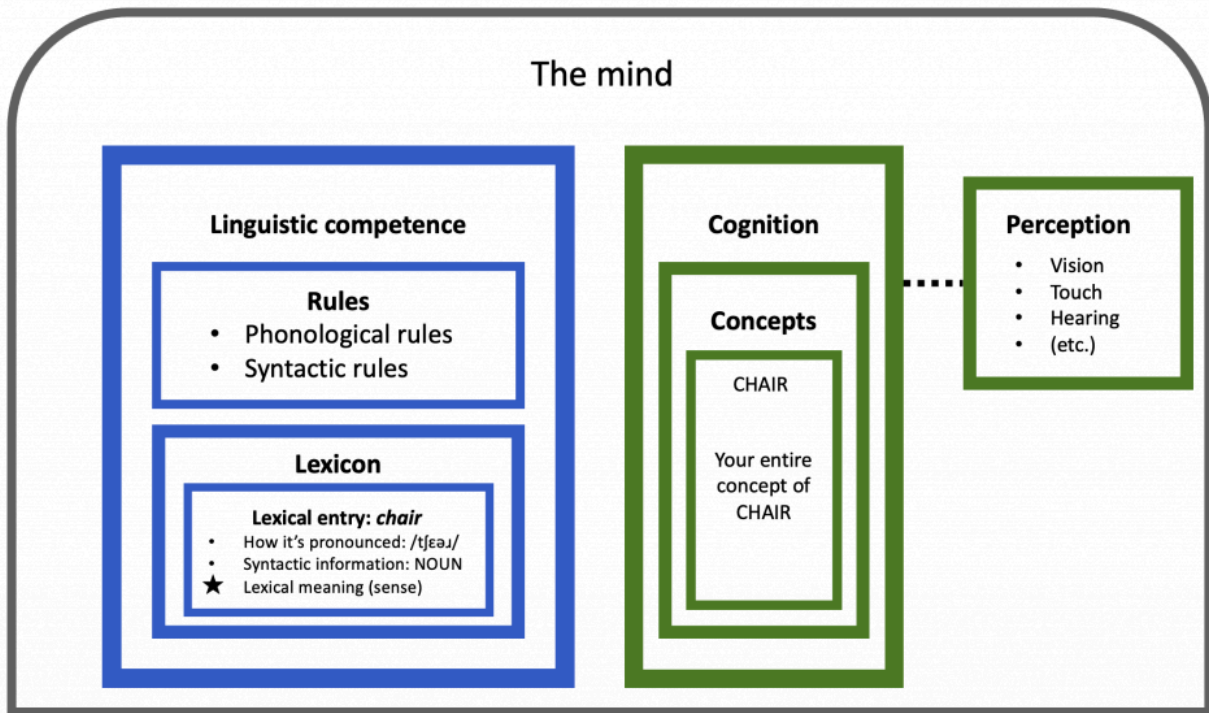 The mind
Linguistic competence
Rules
• Phonological rules
• Syntactic rules
Lexicon
Lexical entry: chair
• How it's pronounced: /tʃɛəɹ/
• Syntactic information: NOUN
★ Lexical meaning (sense)
Cognition
Concepts
CHAIR
Your entire
concept of
CHAIR
Perception
• Vision
• Touch
• Hearing
• (etc.)